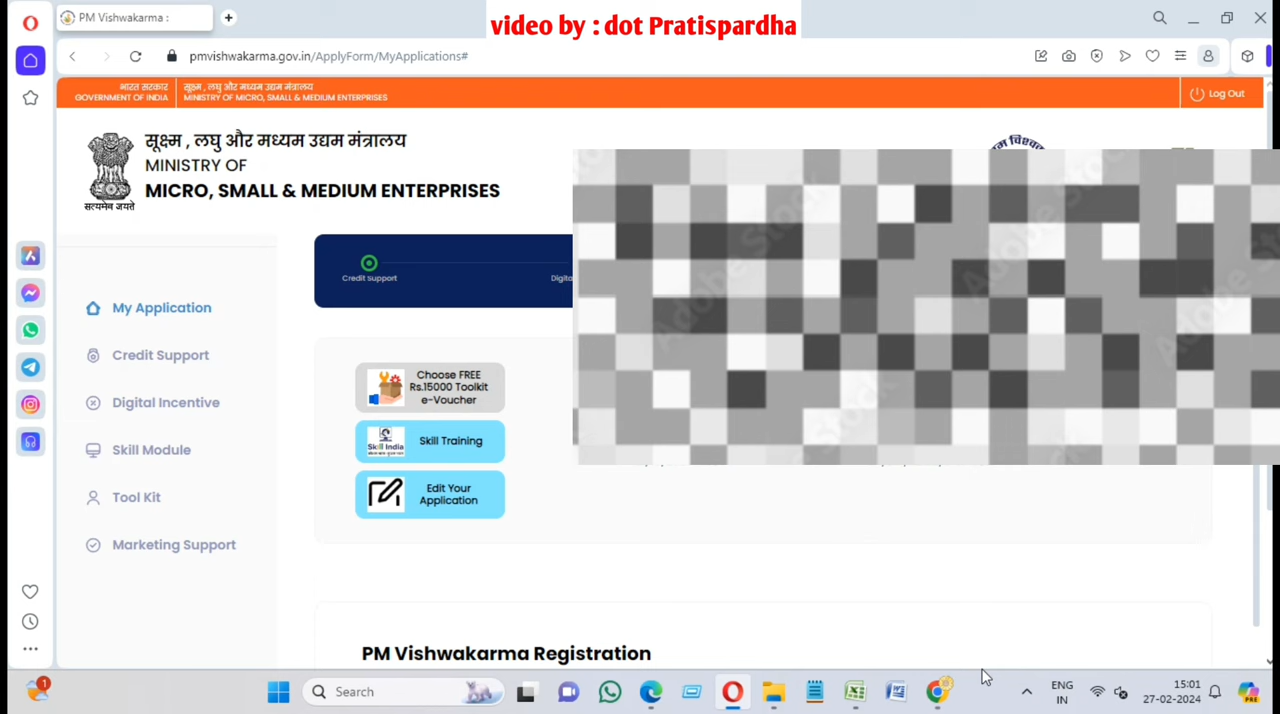 video by : dot Pratispardha
PM Vishwakarma :
pmvishwakarma.gov.in/ApplyForm/MyApplications#
भारत सरकार
GOVERNMENT OF INDIA
सूक्ष्म , लघु और मध्यम उद्यम मंत्रालय
MINISTRY OF MICRO, SMALL & MEDIUM ENTERPRISES
Log Out
सूक्ष्म , लघु और मध्यम उद्यम मंत्रालय
MINISTRY OF
MICRO, SMALL & MEDIUM ENTERPRISES
सत्यमेव जयते
Credit Support
My Application
Credit Support
Digital Incentive
Skill Module
Tool Kit
Marketing Support
Choose FREE
Rs.15000 Toolkit
e-Voucher
Skill India
Skill Training
Edit Your
Application
Adobe Stock
PM Vishwakarma Registration
1
Search
ENG
IN
15:01
27-02-2024
PRE